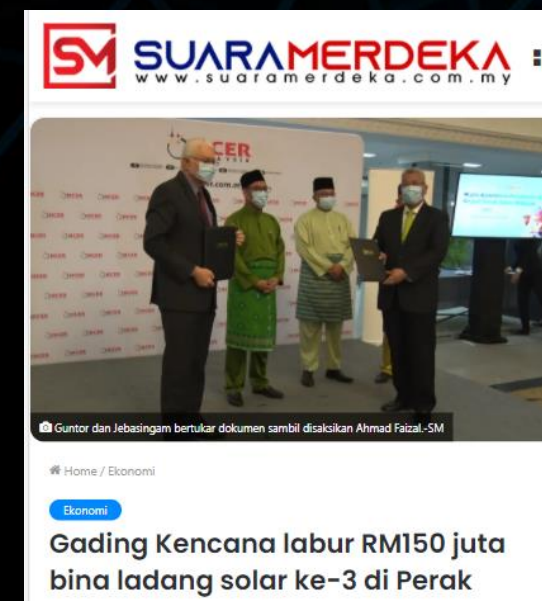 SM SUARAMERDEKA
www.suaramerdeka.com.my
Guntor dan Jebasingam bertukar dokumen sambil disaksikan Ahmad Faizal.-SM
Home / Ekonomi
Ekonomi
Gading Kencana labur RM150 juta
bina ladang solar ke-3 di Perak